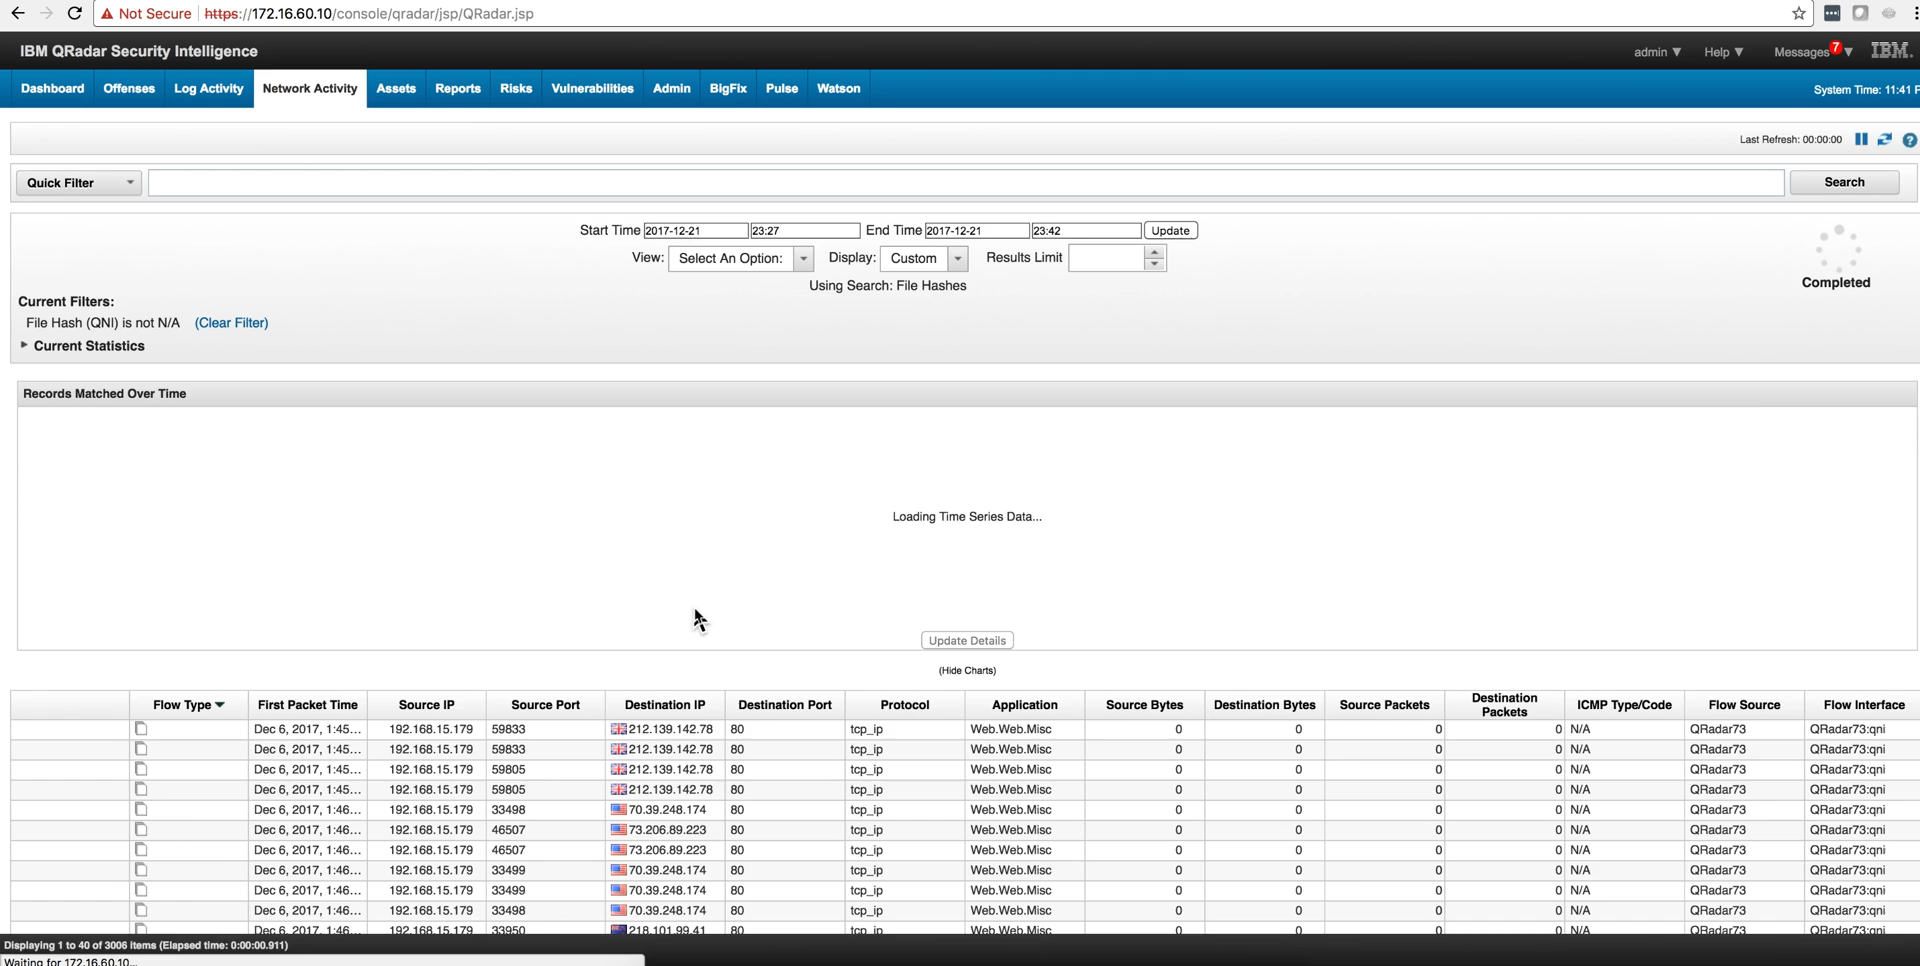 Not Secure https://172.16.60.10/console/qradar/jsp/QRadar.jsp
IBM QRadar Security Intelligence admin ▼ Help ▼ Messages 7 ▼ IBM.
Dashboard Offenses Log Activity Network Activity Assets Reports Risks Vulnerabilities Admin BigFix Pulse Watson System Time: 11:41
Last Refresh: 00:00:00
Quick Filter Search
Start Time 2017-12-21 23:27 End Time 2017-12-21 23:42 Update
View: Select An Option: Display: Custom Results Limit
Using Search: File Hashes
Completed
Current Filters:
File Hash (QNI) is not N/A (Clear Filter)
Current Statistics
Records Matched Over Time
Loading Time Series Data...
Update Details
(Hide Charts)
Flow Type First Packet Time Source IP Source Port Destination IP Destination Port Protocol Application Source Bytes Destination Bytes Source Packets Destination Packets ICMP Type/Code Flow Source Flow Interface
Dec 6, 2017, 1:45... 192.168.15.179 59833 212.139.142.78 80 tcp_ip Web.Web.Misc 0 0 0 0 N/A QRadar73 QRadar73:qni
Dec 6, 2017, 1:45... 192.168.15.179 59833 212.139.142.78 80 tcp_ip Web.Web.Misc 0 0 0 0 N/A QRadar73 QRadar73:qni
Dec 6, 2017, 1:45... 192.168.15.179 59805 212.139.142.78 80 tcp_ip Web.Web.Misc 0 0 0 0 N/A QRadar73 QRadar73:qni
Dec 6, 2017, 1:45... 192.168.15.179 59805 212.139.142.78 80 tcp_ip Web.Web.Misc 0 0 0 0 N/A QRadar73 QRadar73:qni
Dec 6, 2017, 1:46... 192.168.15.179 33498 70.39.248.174 80 tcp_ip Web.Web.Misc 0 0 0 0 N/A QRadar73 QRadar73:qni
Dec 6, 2017, 1:46... 192.168.15.179 46507 73.206.89.223 80 tcp_ip Web.Web.Misc 0 0 0 0 N/A QRadar73 QRadar73:qni
Dec 6, 2017, 1:46... 192.168.15.179 46507 73.206.89.223 80 tcp_ip Web.Web.Misc 0 0 0 0 N/A QRadar73 QRadar73:qni
Dec 6, 2017, 1:46... 192.168.15.179 33499 70.39.248.174 80 tcp_ip Web.Web.Misc 0 0 0 0 N/A QRadar73 QRadar73:qni
Dec 6, 2017, 1:46... 192.168.15.179 33499 70.39.248.174 80 tcp_ip Web.Web.Misc 0 0 0 0 N/A QRadar73 QRadar73:qni
Dec 6, 2017, 1:46... 192.168.15.179 33498 70.39.248.174 80 tcp_ip Web.Web.Misc 0 0 0 0 N/A QRadar73 QRadar73:qni
Dec 6, 2017, 1:46... 192.168.15.179 33950 218.101.99.41 80 tcp_ip Web.Web.Misc 0 0 0 0 N/A QRadar73 QRadar73:qni
Displaying 1 to 40 of 3006 items (Elapsed time: 0:00:00.911)
Waiting for 172.16.60.10...